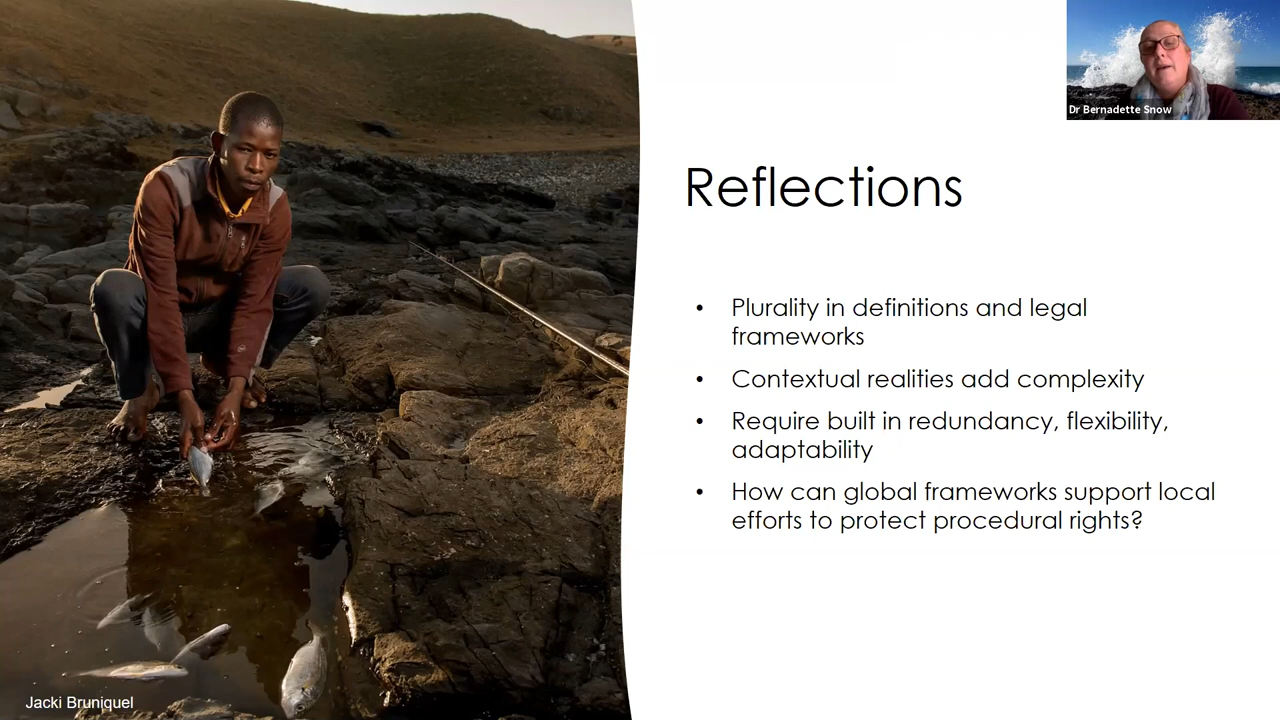 Dr Bernadette Snow
Reflections
• Plurality in definitions and legal
frameworks
• Contextual realities add complexity
• Require built in redundancy, flexibility,
adaptability
• How can global frameworks support local
efforts to protect procedural rights?
Jacki Bruniquel